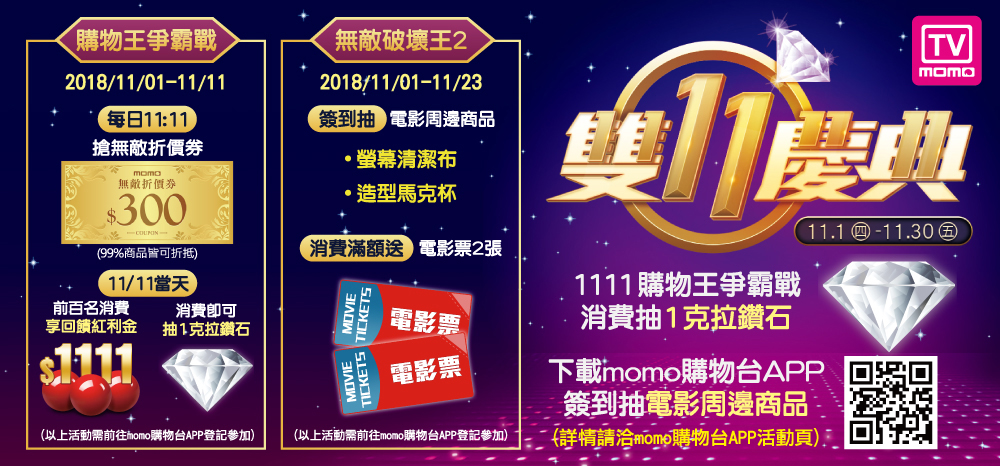 購物王爭霸戰
2018/11/01-11/11
每日11:11
搶無敵折價券
momo
無敵折價券
$300
COUPON
(99%商品皆可折抵)
11/11當天
前百名消費
享回饋紅利金
$1111
消費即可
抽1克拉鑽石
(以上活動需前往momo購物台APP登記參加)
無敵破壞王2
2018/11/01-11/23
簽到抽 電影周邊商品
•螢幕清潔布
•造型馬克杯
消費滿額送 電影票2張
MOVIE
TICKETS
電影票
MOVIE
TICKETS
電影票
(以上活動需前往momo購物台APP登記參加)
TV
momo
雙11慶典
11.1 四 -11.30 五
1111購物王爭霸戰
消費抽1克拉鑽石
下載momo購物台APP
簽到抽電影周邊商品
(詳情請洽momo購物台APP活動頁)